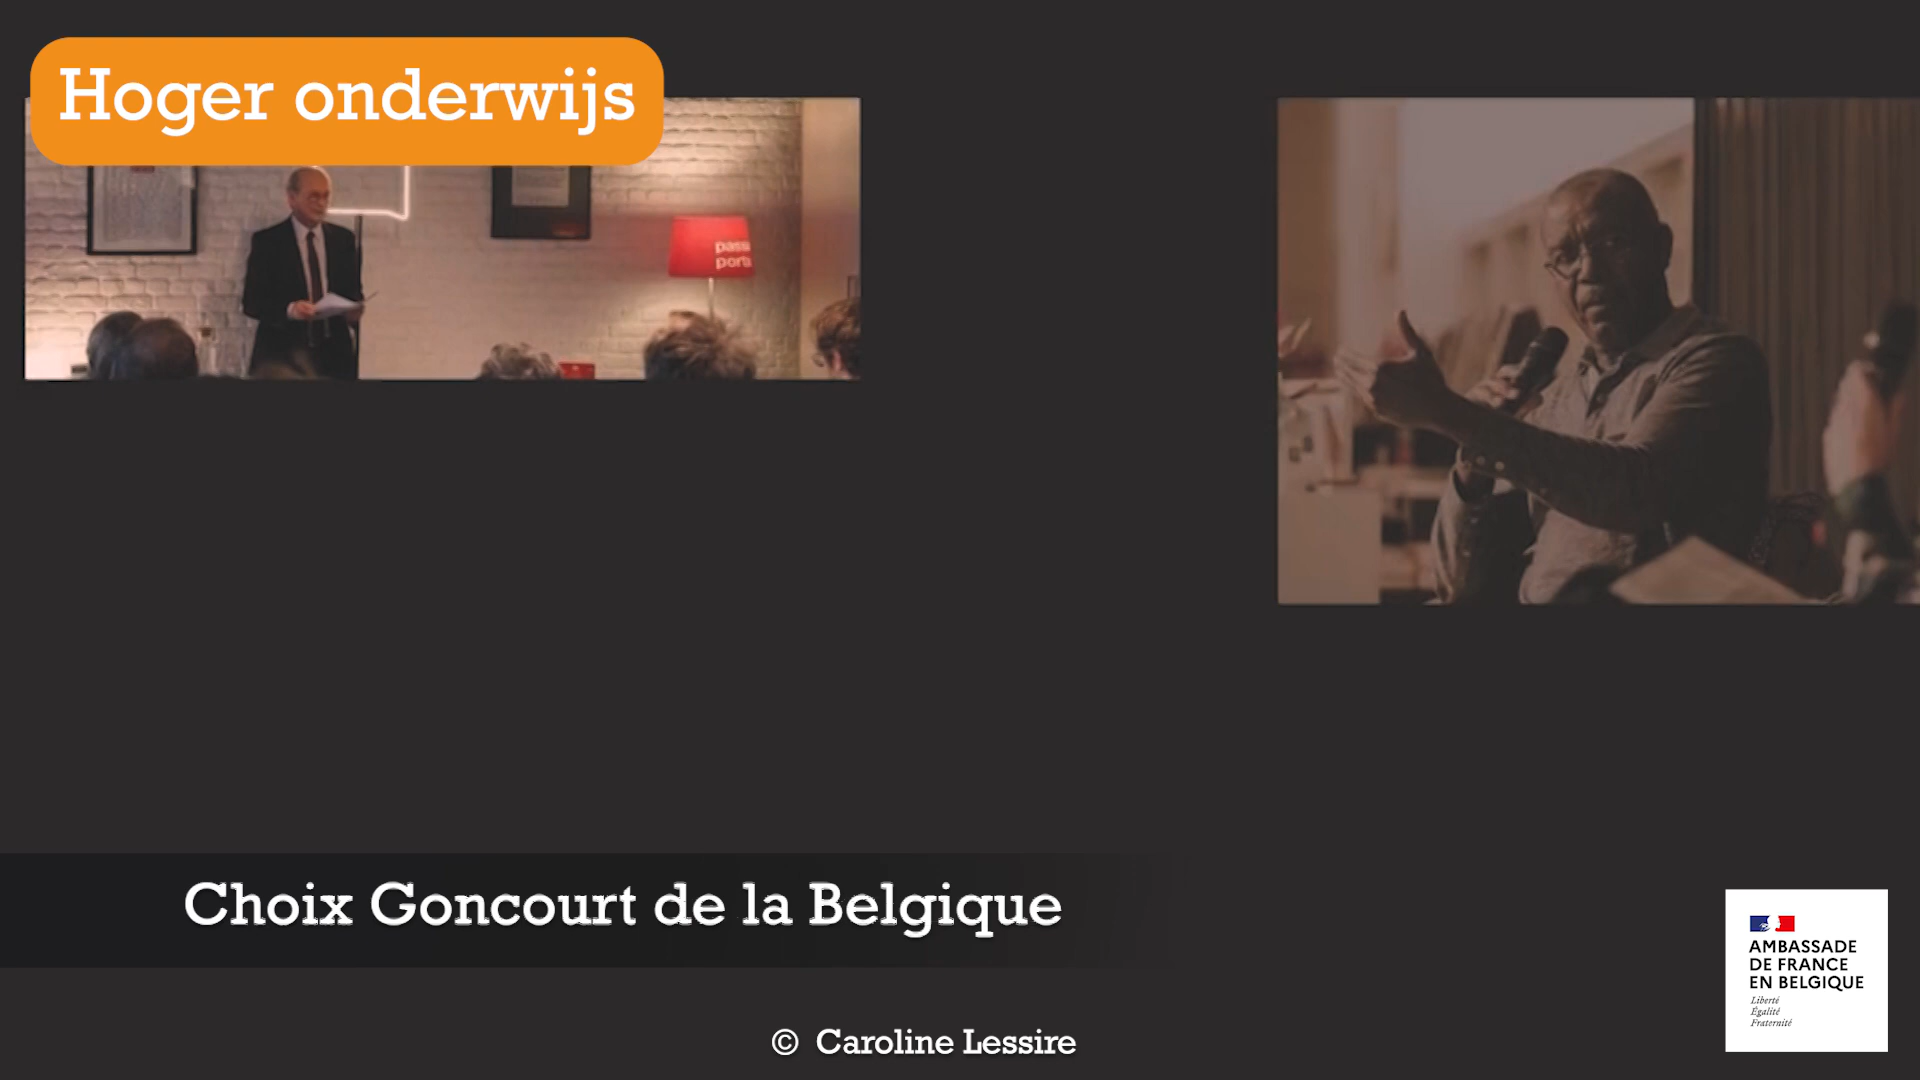 Hoger onderwijs
Choix Goncourt de la Belgique
© Caroline Lessire
AMBASSADE
DE FRANCE
EN BELGIQUE
Liberté
Égalité
Fraternité